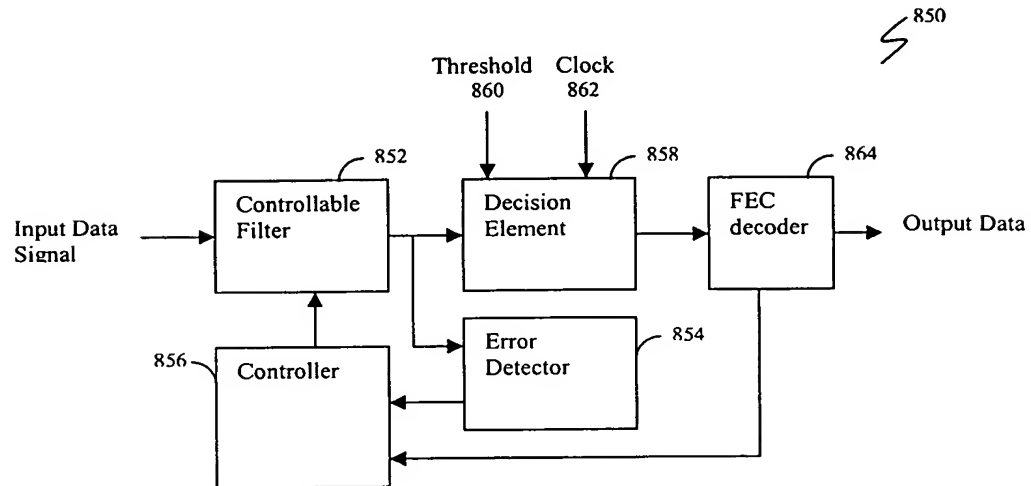 850
Threshold
860
Clock
862
852
858
864
Input Data
Signal
Controllable
Filter
Decision
Element
FEC
decoder
Output Data
856
Controller
Error
Detector
854